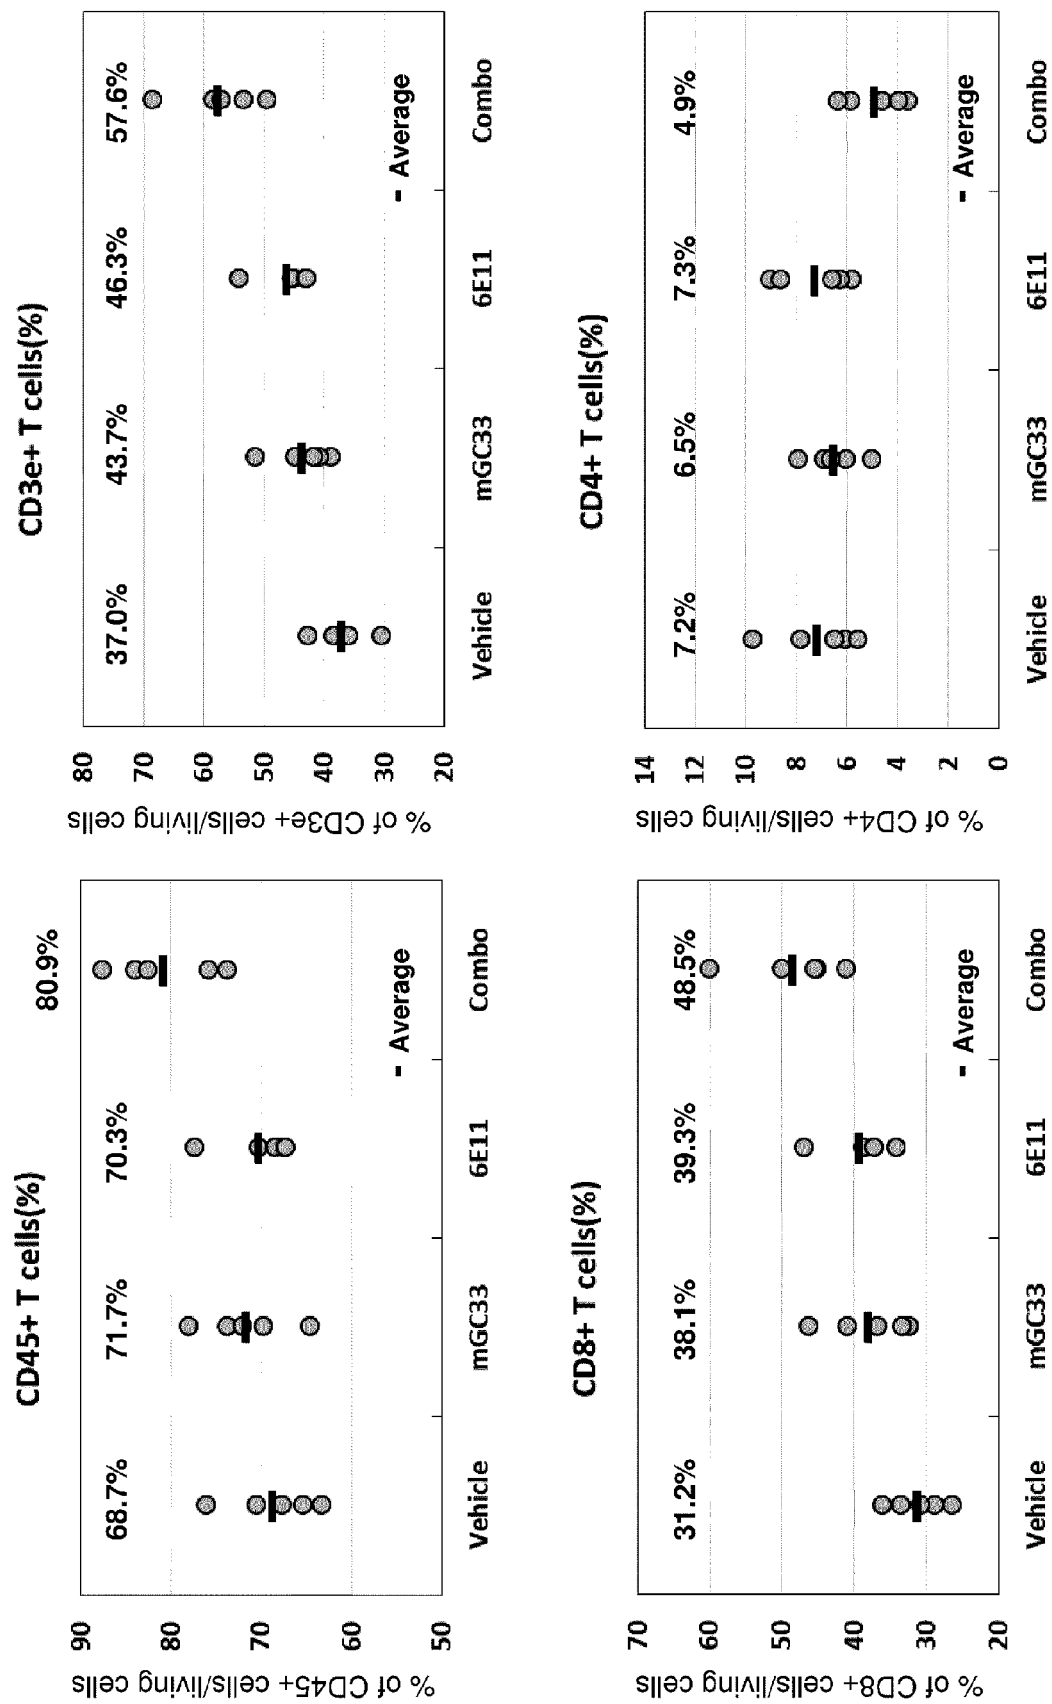 CD45+ T cells(%)
% of CD45+ cells/living cells
90
80
70
60
50
68.7%
71.7%
70.3%
80.9%
- Average
Vehicle
mGC33
6E11
Combo
CD3e+ T cells(%)
% of CD3e+ cells/living cells
80
70
60
50
40
30
20
37.0%
43.7%
46.3%
57.6%
- Average
Vehicle
mGC33
6E11
Combo
CD8+ T cells(%)
% of CD8+ cells/living cells
70
60
50
40
30
20
31.2%
38.1%
39.3%
48.5%
- Average
Vehicle
mGC33
6E11
Combo
CD4+ T cells(%)
% of CD4+ cells/living cells
14
12
10
8
6
4
2
0
7.2%
6.5%
7.3%
4.9%
- Average
Vehicle
mGC33
6E11
Combo